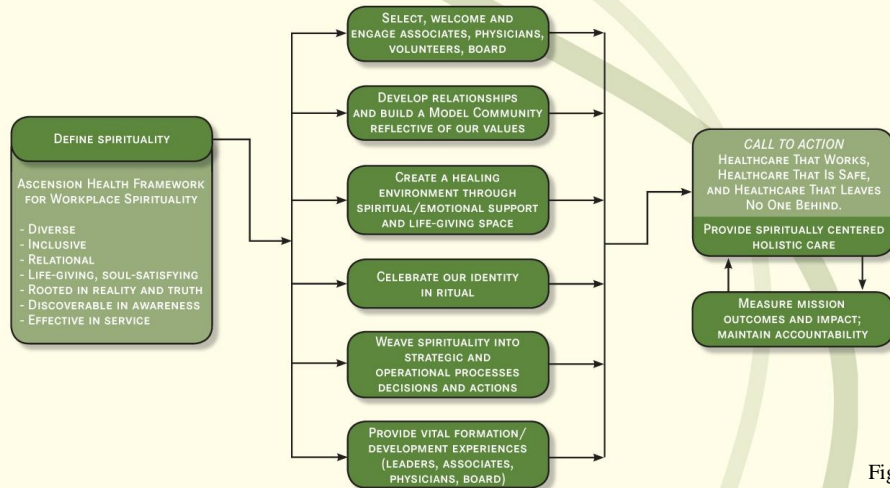 DEFINE SPIRITUALITY
ASCENSION HEALTH FRAMEWORK
FOR WORKPLACE SPIRITUALITY
- DIVERSE
- INCLUSIVE
- RELATIONAL
- LIFE-GIVING, SOUL-SATISFYING
- ROOTED IN REALITY AND TRUTH
- DISCOVERABLE IN AWARENESS
- EFFECTIVE IN SERVICE
SELECT, WELCOME AND
ENGAGE ASSOCIATES, PHYSICIANS,
VOLUNTEERS, BOARD
DEVELOP RELATIONSHIPS
AND BUILD A MODEL COMMUNITY
REFLECTIVE OF OUR VALUES
CREATE A HEALING
ENVIRONMENT THROUGH
SPIRITUAL/EMOTIONAL SUPPORT
AND LIFE-GIVING SPACE
CELEBRATE OUR IDENTITY
IN RITUAL
WEAVE SPIRITUALITY INTO
STRATEGIC AND
OPERATIONAL PROCESSES
DECISIONS AND ACTIONS
PROVIDE VITAL FORMATION/
DEVELOPMENT EXPERIENCES
(LEADERS, ASSOCIATES,
PHYSICIANS, BOARD)
CALL TO ACTION
HEALTHCARE THAT WORKS,
HEALTHCARE THAT IS SAFE,
AND HEALTHCARE THAT LEAVES
NO ONE BEHIND.
PROVIDE SPIRITUALLY CENTERED
HOLISTIC CARE
MEASURE MISSION
OUTCOMES AND IMPACT;
MAINTAIN ACCOUNTABILITY
Fig